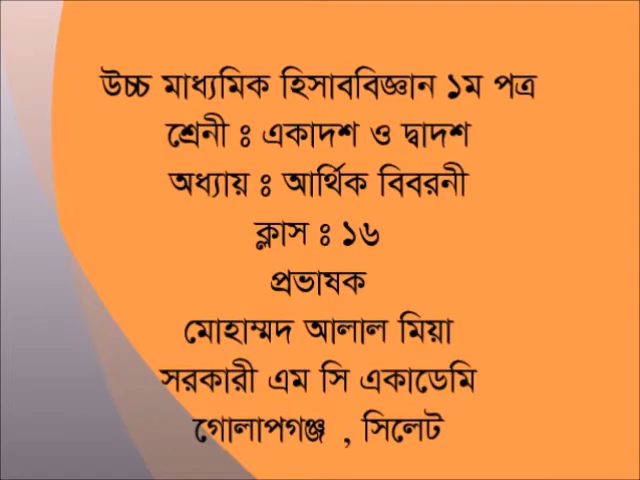 উচ্চ মাধ্যমিক হিসাববিজ্ঞান ১ম পত্র
শ্রেনী ঃ একাদশ ও দ্বাদশ
অধ্যায় ঃ আর্থিক বিবরনী
ক্লাস ঃ ১৬
প্রভাষক
মোহাম্মদ আলাল মিয়া
সরকারী এম সি একাডেমি
গোলাপগঞ্জ , সিলেট